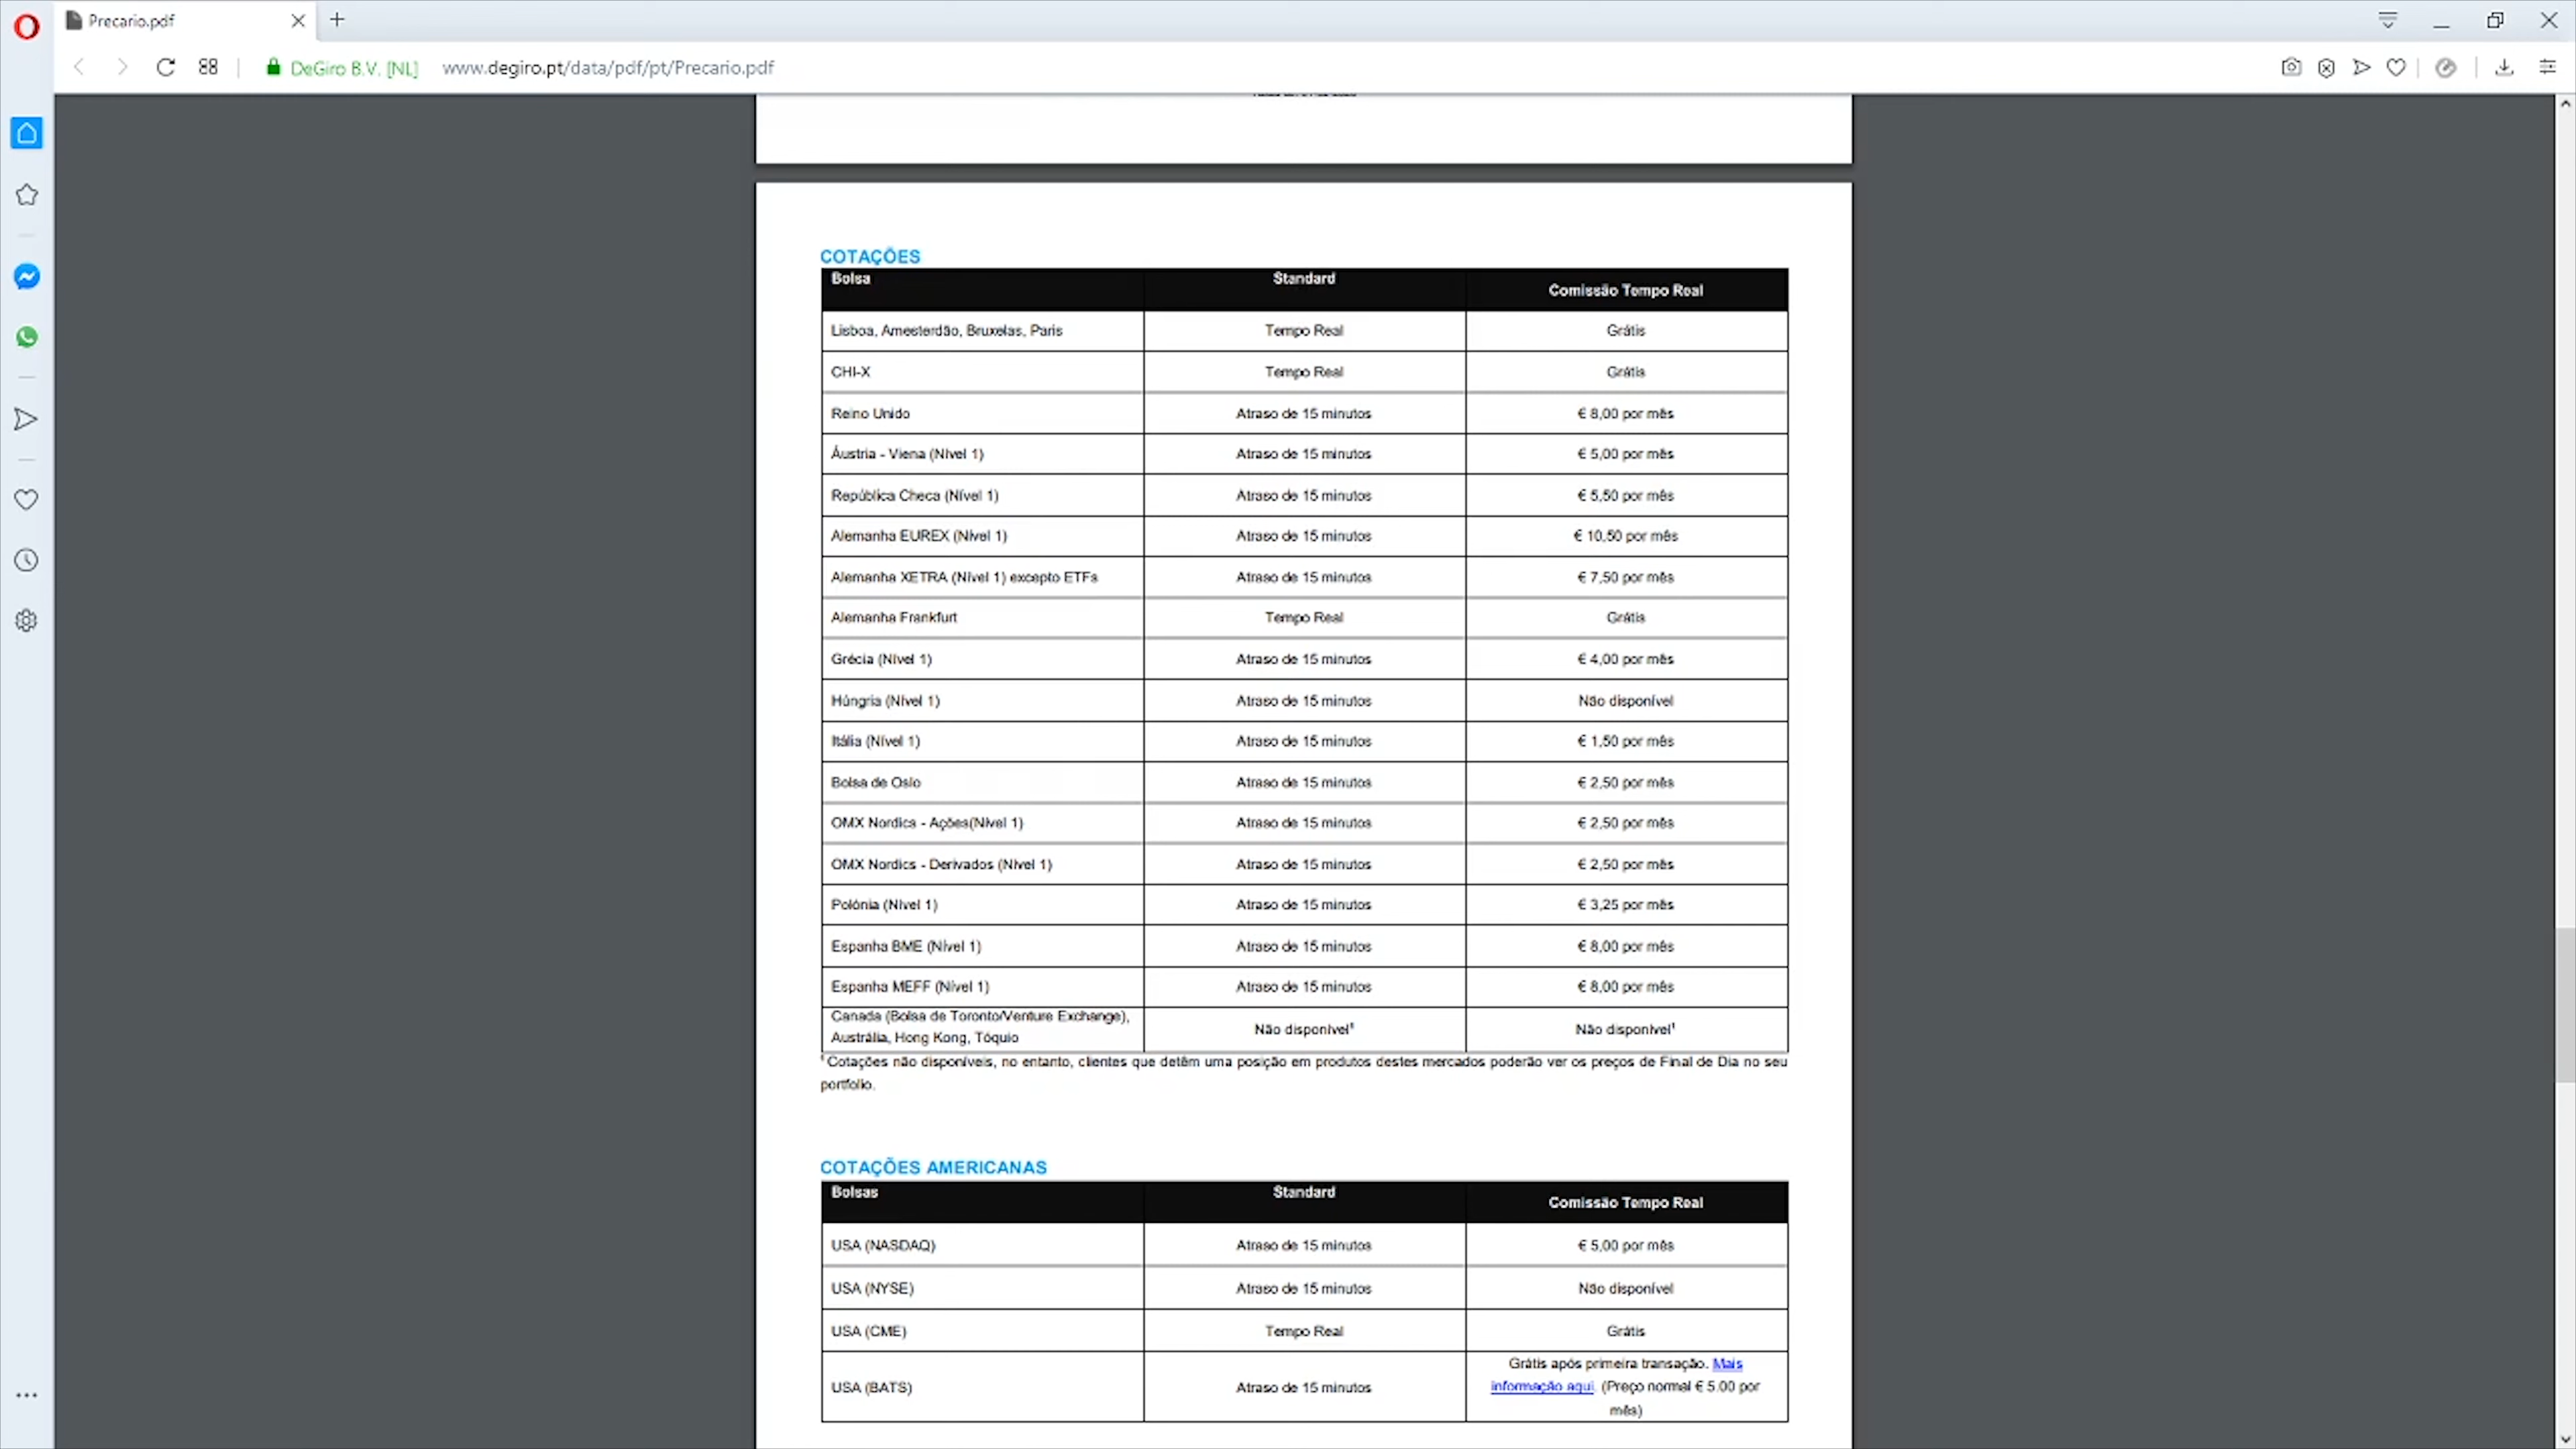 Precario.pdf
DeGiro B.V. [NL] www.degiro.pt/data/pdf/pt/Precario.pdf
COTAÇÕES
Bolsa Standard Comissão Tempo Real
Lisboa, Amesterdão, Bruxelas, Paris Tempo Real Grátis
CHI-X Tempo Real Grátis
Reino Unido Atraso de 15 minutos € 8,00 por mês
Áustria - Viena (Nível 1) Atraso de 15 minutos € 5,00 por mês
República Checa (Nível 1) Atraso de 15 minutos € 5,50 por mês
Alemanha EUREX (Nível 1) Atraso de 15 minutos € 10,50 por mês
Alemanha XETRA (Nível 1) excepto ETFs Atraso de 15 minutos € 7,50 por mês
Alemanha Frankfurt Tempo Real Grátis
Grécia (Nível 1) Atraso de 15 minutos € 4,00 por mês
Húngria (Nível 1) Atraso de 15 minutos Não disponível
Itália (Nível 1) Atraso de 15 minutos € 1,50 por mês
Bolsa de Oslo Atraso de 15 minutos € 2,50 por mês
OMX Nordics - Ações(Nível 1) Atraso de 15 minutos € 2,50 por mês
OMX Nordics - Derivados (Nível 1) Atraso de 15 minutos € 2,50 por mês
Polónia (Nível 1) Atraso de 15 minutos € 3,25 por mês
Espanha BME (Nível 1) Atraso de 15 minutos € 8,00 por mês
Espanha MEFF (Nível 1) Atraso de 15 minutos € 8,00 por mês
Canada (Bolsa de Toronto/Venture Exchange),
Austrália, Hong Kong, Tóquio Não disponível¹ Não disponível¹
¹ Cotações não disponíveis, no entanto, clientes que detêm uma posição em produtos destes mercados poderão ver os preços de Final de Dia no seu
portfolio.
COTAÇÕES AMERICANAS
Bolsas Standard Comissão Tempo Real
USA (NASDAQ) Atraso de 15 minutos € 5,00 por mês
USA (NYSE) Atraso de 15 minutos Não disponível
USA (CME) Tempo Real Grátis
USA (BATS) Atraso de 15 minutos Grátis após primeira transação. Mais
informação aqui. (Preço normal € 5.00 por
mês)